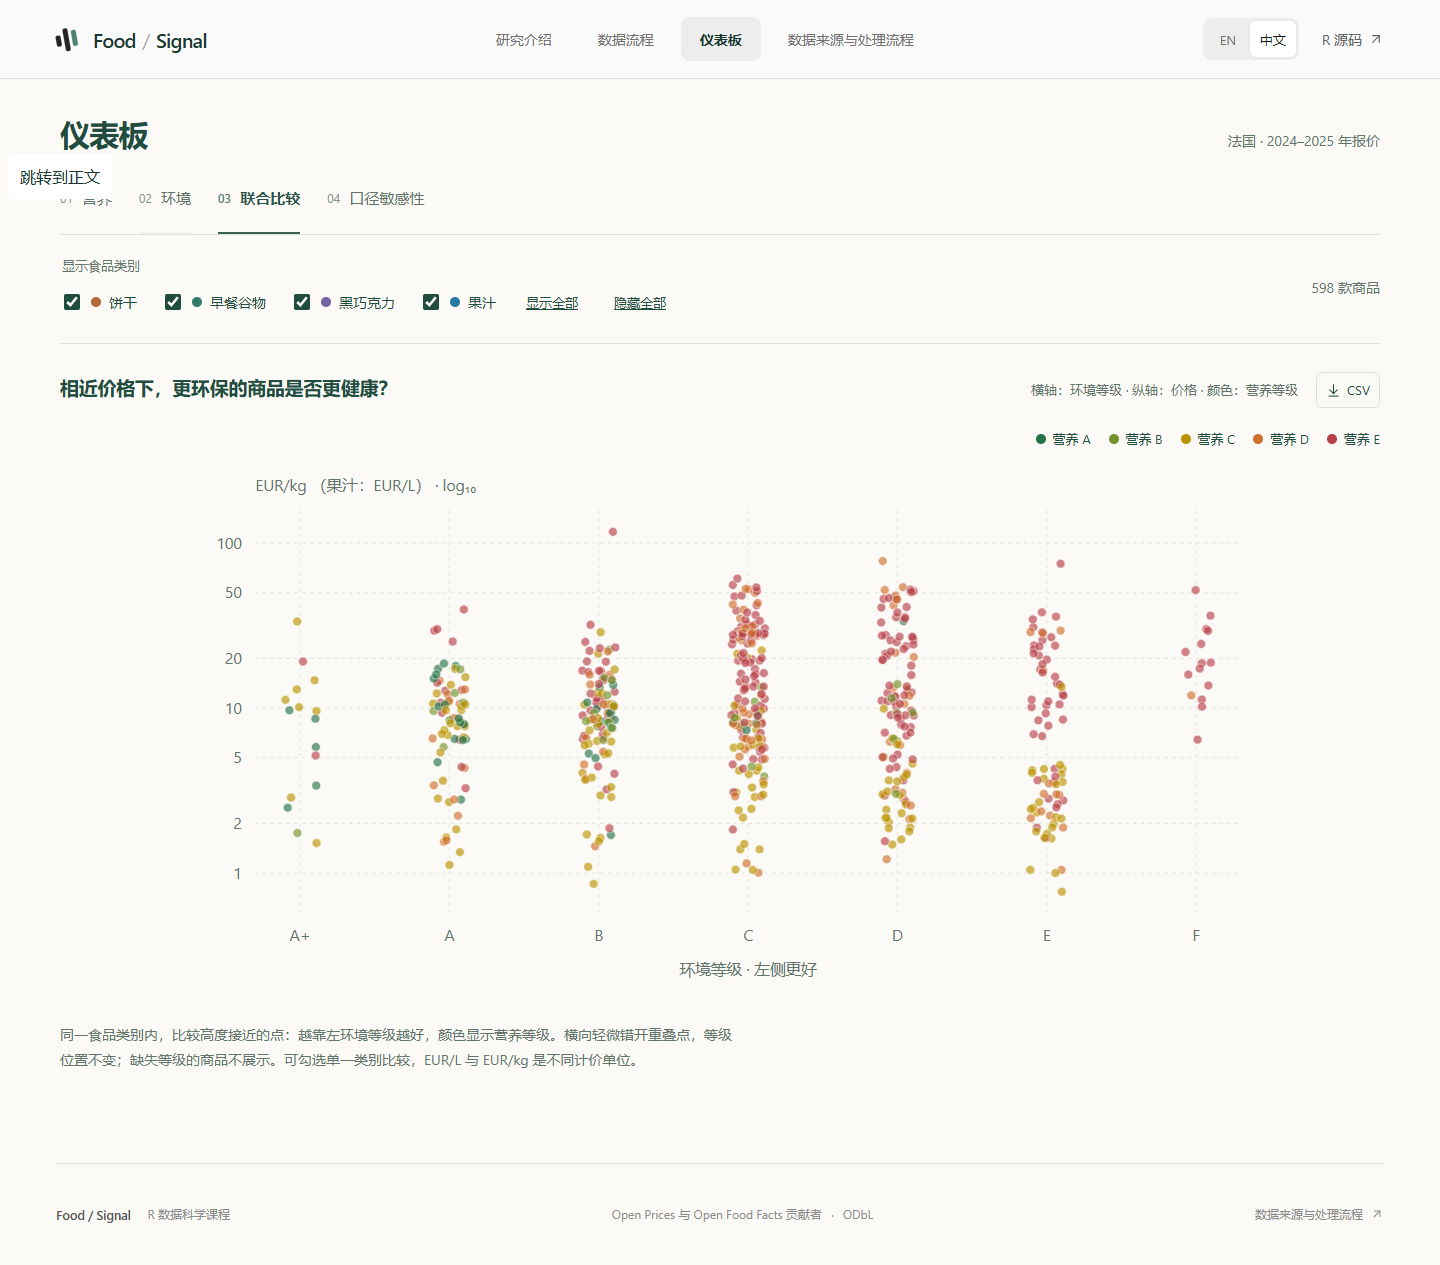 Food / Signal
研究介绍
数据流程
仪表板
数据来源与处理流程
EN
中文
R 源码
仪表板
法国 · 2024–2025 年报价
跳转到正文
01 营养
02 环境
03 联合比较
04 口径敏感性
显示食品类别
饼干
早餐谷物
黑巧克力
果汁
显示全部
隐藏全部
598 款商品
相近价格下，更环保的商品是否更健康？
横轴：环境等级 · 纵轴：价格 · 颜色：营养等级
CSV
营养 A
营养 B
营养 C
营养 D
营养 E
EUR/kg （果汁：EUR/L） · log₁₀
100
50
20
10
5
2
1
A+
A
B
C
D
E
F
环境等级 · 左侧更好
同一食品类别内，比较高度接近的点：越靠左环境等级越好，颜色显示营养等级。横向轻微错开重叠点，等级
位置不变；缺失等级的商品不展示。可勾选单一类别比较，EUR/L 与 EUR/kg 是不同计价单位。
Food / Signal
R 数据科学课程
Open Prices 与 Open Food Facts 贡献者 · ODbL
数据来源与处理流程